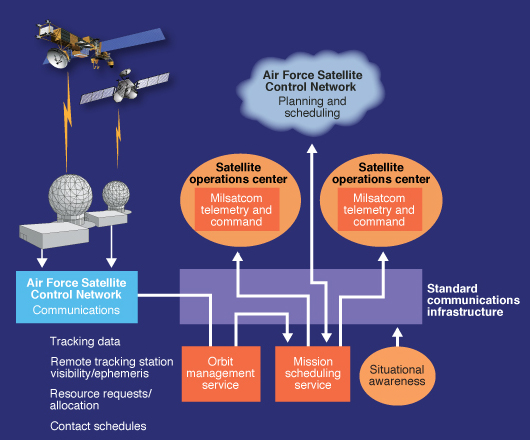 Air Force Satellite
Control Network
Planning and
scheduling
Satellite
operations center
Milsatcom
telemetry and
command
Satellite
operations center
Milsatcom
telemetry and
command
Air Force Satellite
Control Network
Communications
Standard
communications
infrastructure
Tracking data
Remote tracking station
visibility/ephemeris
Resource requests/
allocation
Contact schedules
Orbit
management
service
Mission
scheduling
service
Situational
awareness